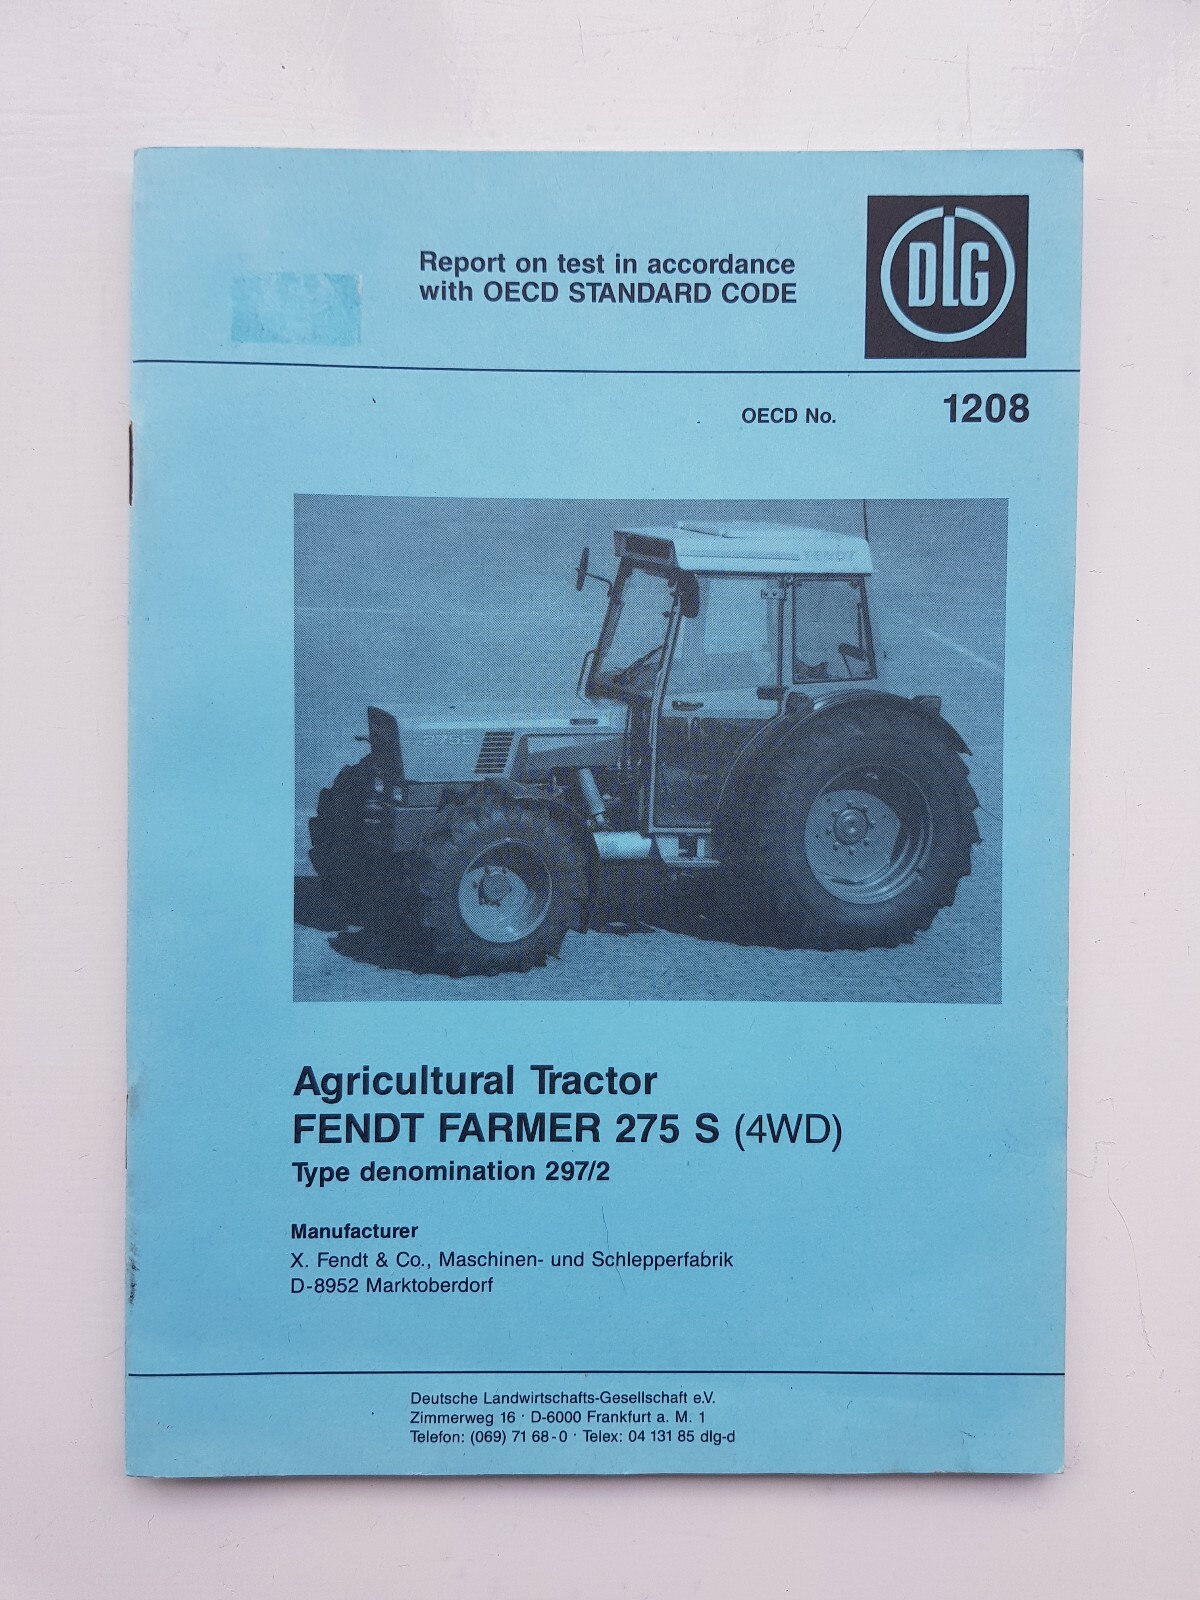 Report on test in accordance
with OECD STANDARD CODE
DLG
OECD No. 1208
FENDT
275S
Agricultural Tractor
FENDT FARMER 275 S (4WD)
Type denomination 297/2
Manufacturer
X. Fendt & Co., Maschinen- und Schlepperfabrik
D-8952 Marktoberdorf
Deutsche Landwirtschafts-Gesellschaft e.V.
Zimmerweg 16 · D-6000 Frankfurt a. M. 1
Telefon: (069) 71 68-0 · Telex: 04 131 85 dlg-d